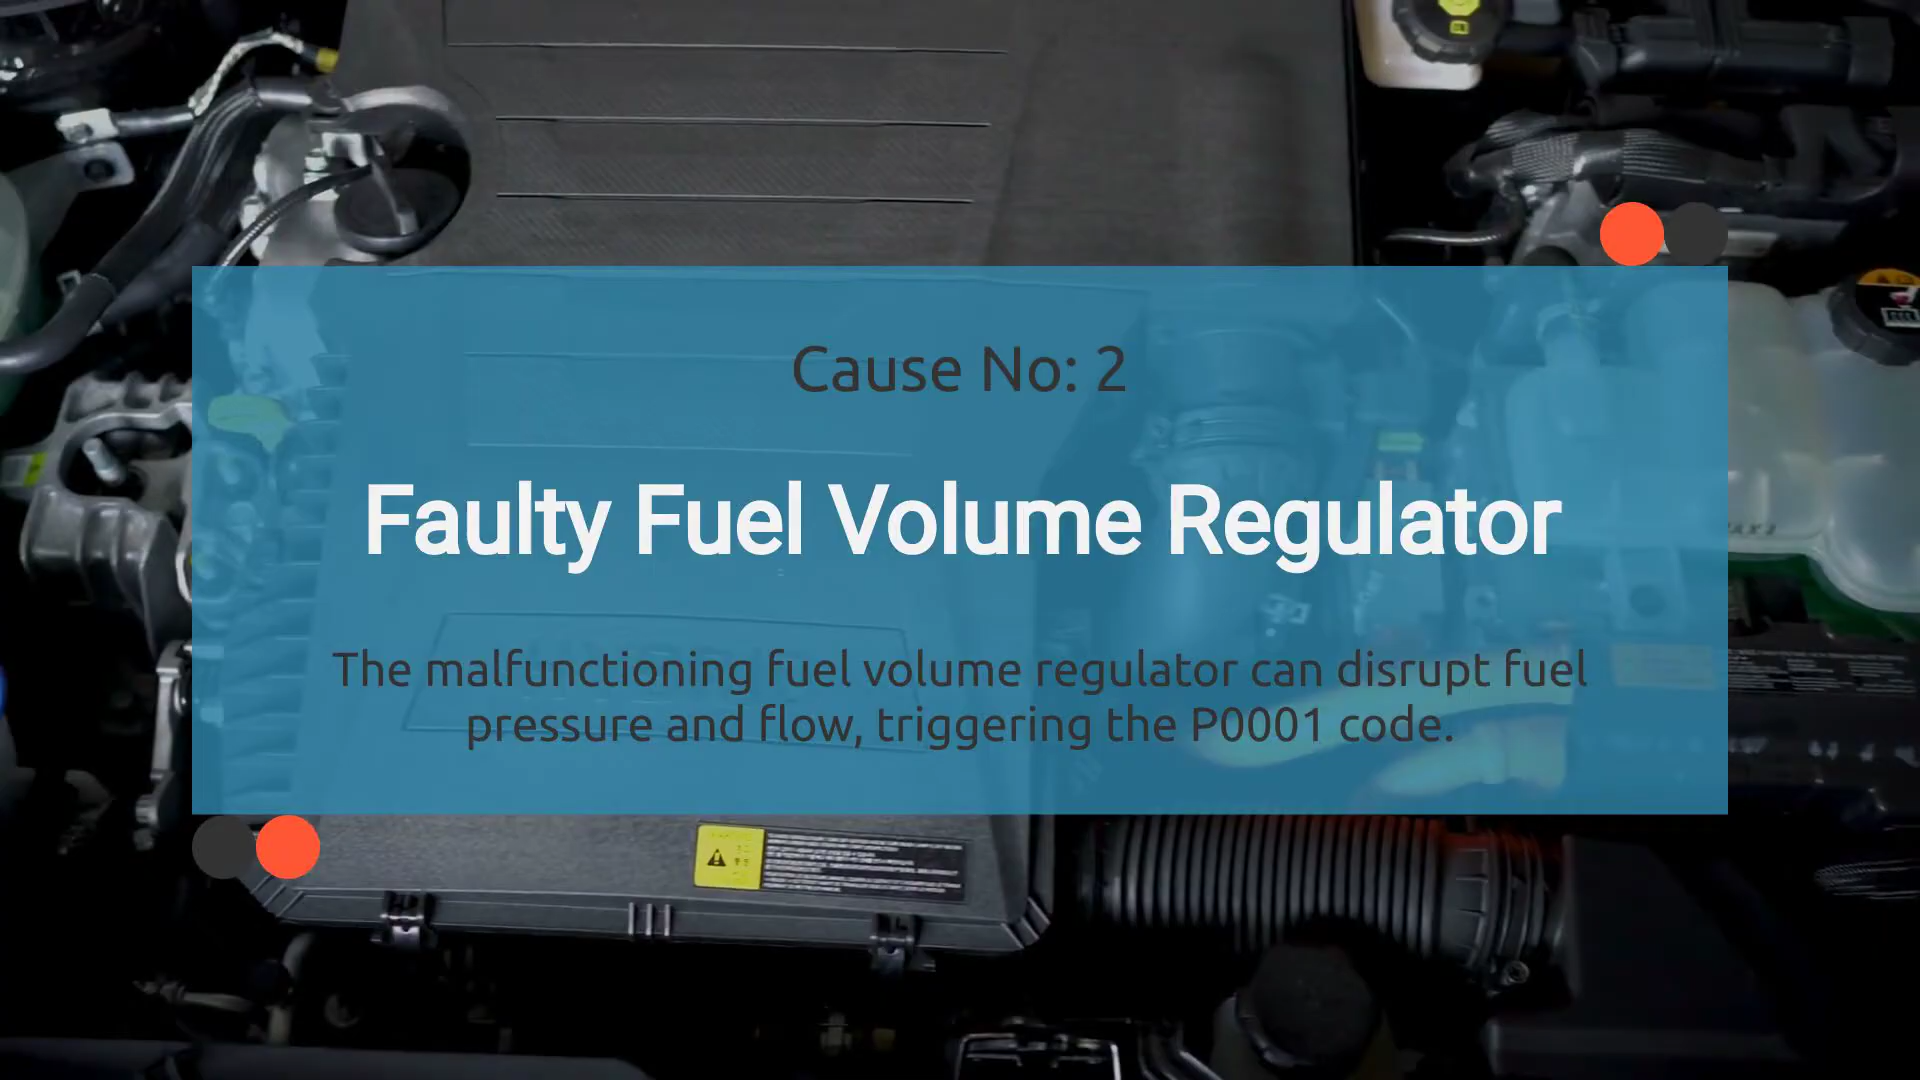 Cause No: 2
Faulty Fuel Volume Regulator
The malfunctioning fuel volume regulator can disrupt fuel
pressure and flow, triggering the P0001 code.